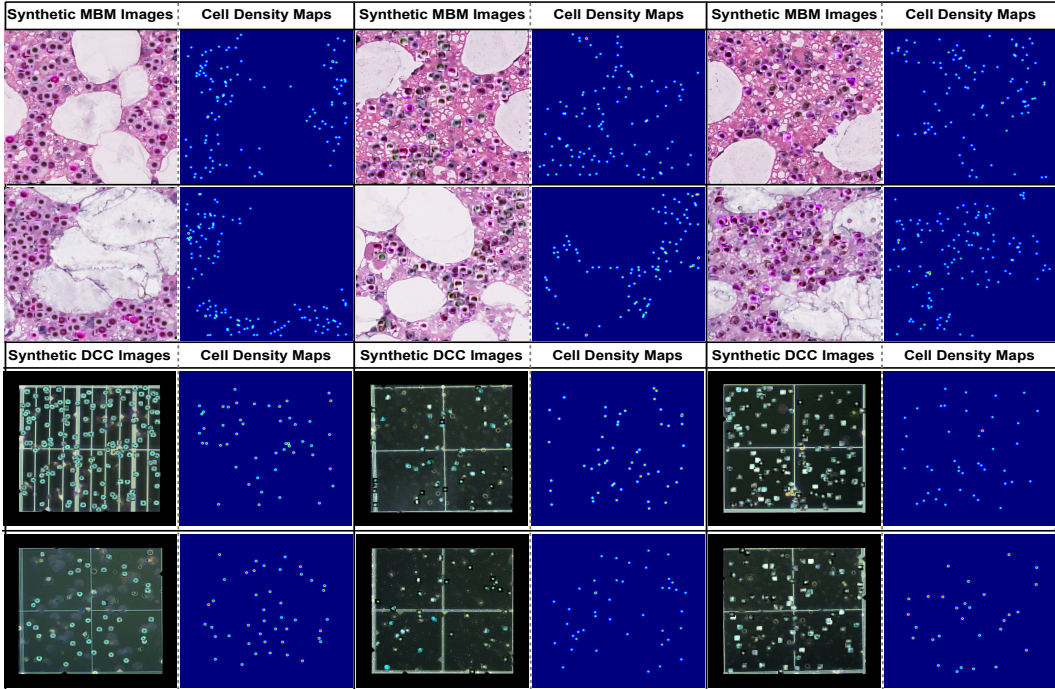 Synthetic MBM Images Cell Density Maps Synthetic MBM Images Cell Density Maps Synthetic MBM Images Cell Density Maps
Synthetic DCC Images Cell Density Maps Synthetic DCC Images Cell Density Maps Synthetic DCC Images Cell Density Maps